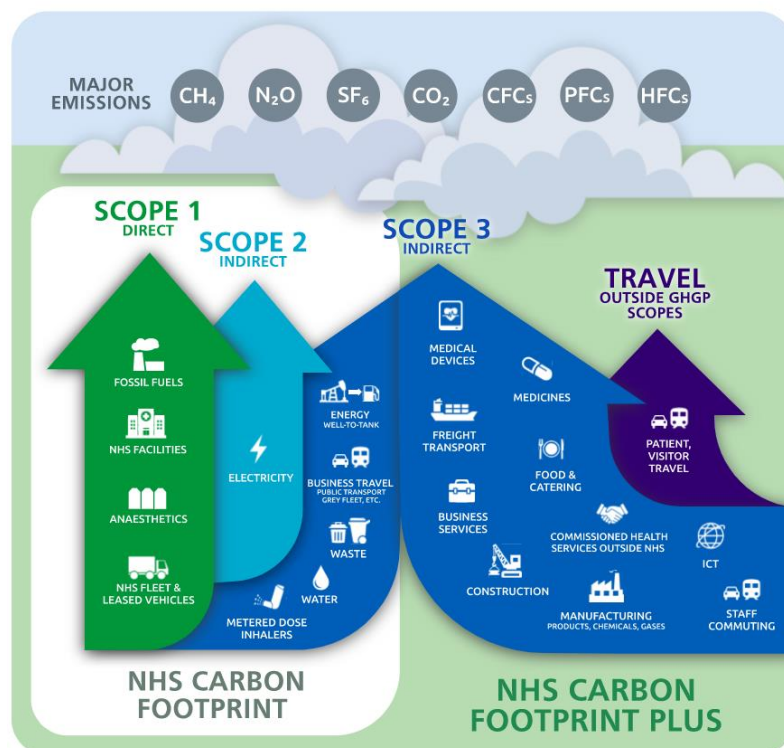 MAJOR
EMISSIONS
CH₄
N₂O
SF₆
CO₂
CFCs
PFCs
HFCs
SCOPE 1
DIRECT
SCOPE 2
INDIRECT
SCOPE 3
INDIRECT
TRAVEL
OUTSIDE GHGP
SCOPES
FOSSIL FUELS
NHS FACILITIES
ANAESTHETICS
NHS FLEET &
LEASED VEHICLES
ELECTRICITY
ENERGY
WELL-TO-TANK
BUSINESS TRAVEL
PUBLIC TRANSPORT
GREY FLEET, ETC.
WASTE
WATER
METERED DOSE
INHALERS
MEDICAL
DEVICES
MEDICINES
FREIGHT
TRANSPORT
FOOD &
CATERING
BUSINESS
SERVICES
COMMISSIONED HEALTH
SERVICES OUTSIDE NHS
CONSTRUCTION
MANUFACTURING
PRODUCTS, CHEMICALS, GASES
ICT
STAFF
COMMUTING
PATIENT,
VISITOR
TRAVEL
NHS CARBON
FOOTPRINT
NHS CARBON
FOOTPRINT PLUS